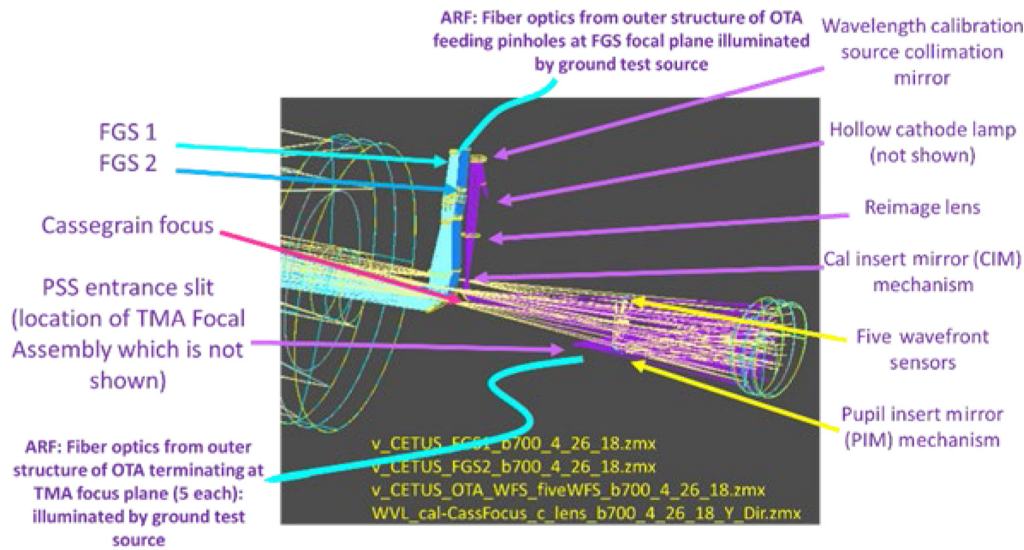 ARF: Fiber optics from outer structure of OTA
feeding pinholes at FGS focal plane illuminated
by ground test source
Wavelength calibration
source collimation
mirror
FGS 1
FGS 2
Hollow cathode lamp
(not shown)
Cassegrain focus
Reimage lens
PSS entrance slit
(location of TMA Focal
Assembly which is not
shown)
Cal insert mirror (CIM)
mechanism
Five wavefront
sensors
Pupil insert mirror
(PIM) mechanism
ARF: Fiber optics from outer
structure of OTA terminating at
TMA focus plane (5 each):
illuminated by ground test
source
v_CETUS_FGS1_b700_4_26_18.zmx
v_CETUS_FGS2_b700_4_26_18.zmx
v_CETUS_OTA_WFS_fiveWFS_b700_4_26_18.zmx
WVL_cal-CassFocus_c_lens_b700_4_26_18_Y_Dir.zmx